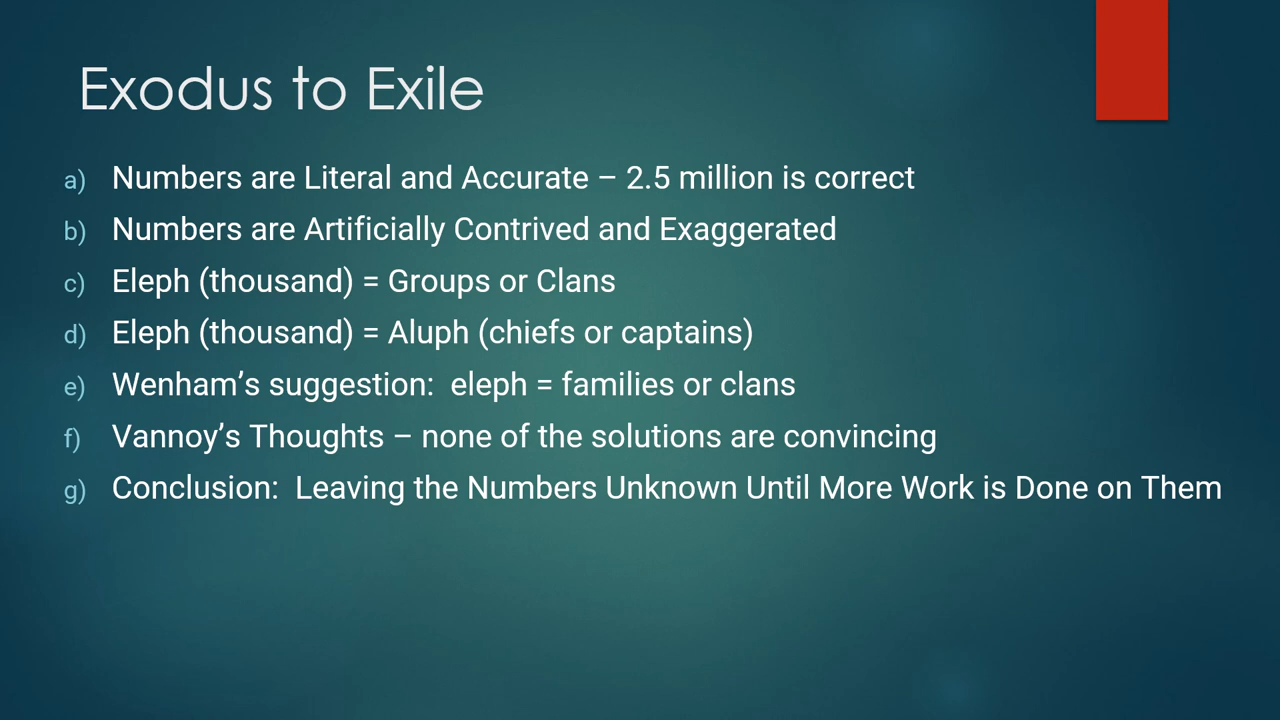 Exodus to Exile
a) Numbers are Literal and Accurate – 2.5 million is correct
b) Numbers are Artificially Contrived and Exaggerated
c) Eleph (thousand) = Groups or Clans
d) Eleph (thousand) = Aluph (chiefs or captains)
e) Wenham’s suggestion:  eleph = families or clans
f) Vannoy’s Thoughts – none of the solutions are convincing
g) Conclusion:  Leaving the Numbers Unknown Until More Work is Done on Them